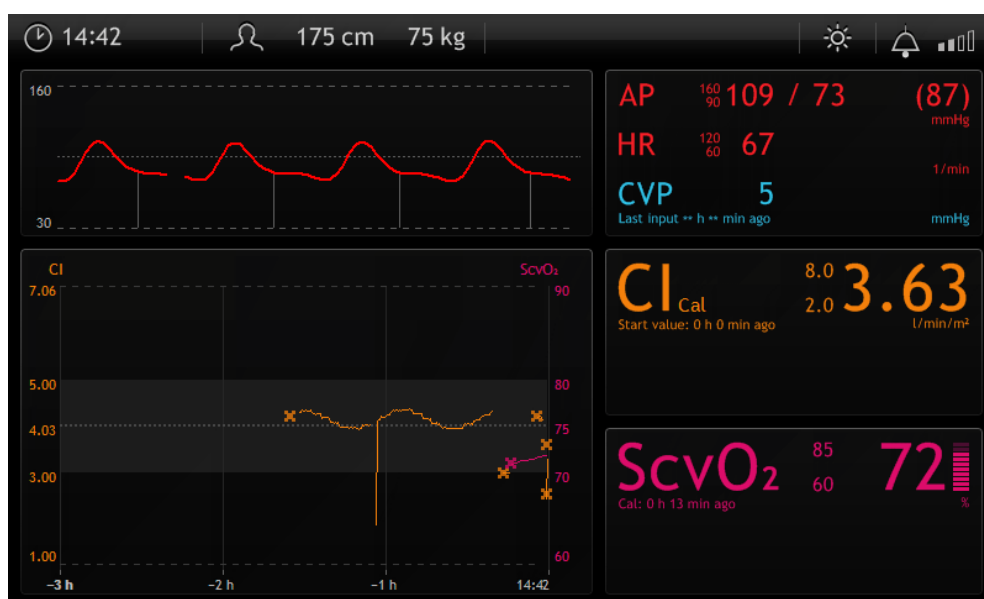 14:42 175 cm 75 kg
160
30
AP 160 90 109 / 73 (87)
mmHg
HR 120 60 67
1/min
CVP 5
Last input ** h ** min ago mmHg
CI ScvO₂
7.06 90
5.00 80
4.03 75
3.00 70
1.00 60
−3 h −2 h −1 h 14:42
CI Cal 8.0 2.0 3.63
Start value: 0 h 0 min ago l/min/m²
ScvO₂ 85 60 72
Cal: 0 h 13 min ago %